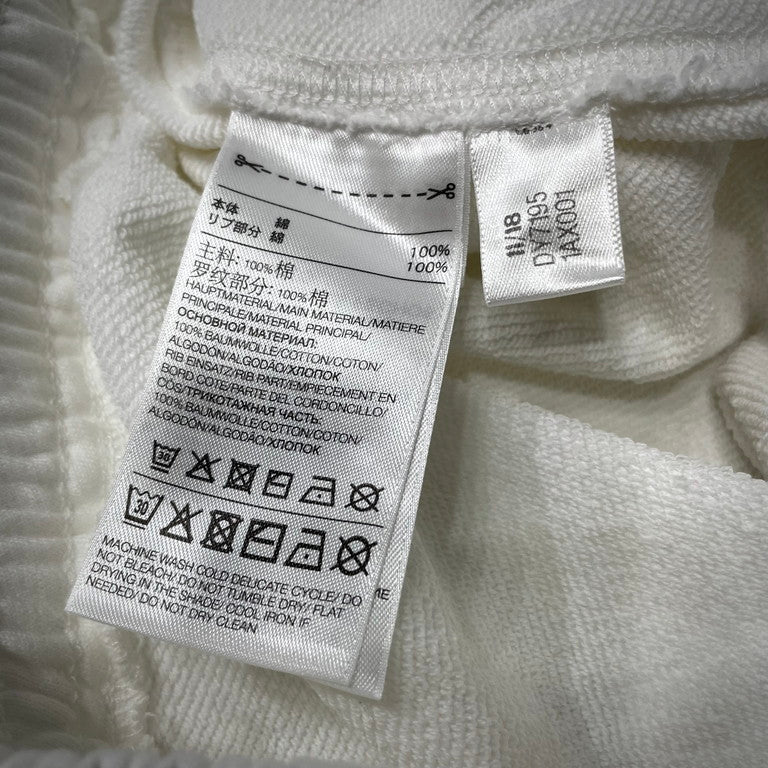 本体 綿 100%
リブ部分 綿 100%
主料: 100%棉
罗纹部分: 100%棉
HAUPTMATERIAL/MAIN MATERIAL/MATIERE
PRINCIPALE/MATERIAL PRINCIPAL/
ОСНОВНОЙ МАТЕРИАЛ:
100% BAUMWOLLE/COTTON/COTON/
ALGODÓN/ALGODÃO/ХЛОПОК
RIB EINSATZ/RIB PART/EMPIECEMENT EN
BORD COTE/PARTE DEL CORDONCILLO/
COS/ТРИКОТАЖНАЯ ЧАСТЬ:
100% BAUMWOLLE/COTTON/COTON/
ALGODÓN/ALGODÃO/ХЛОПОК
30
30
MACHINE WASH COLD DELICATE CYCLE/ DO
NOT BLEACH/ DO NOT TUMBLE DRY/ FLAT
DRYING IN THE SHADE/ COOL IRON IF
NEEDED/ DO NOT DRY CLEAN
11/18
DY7195
1AX001